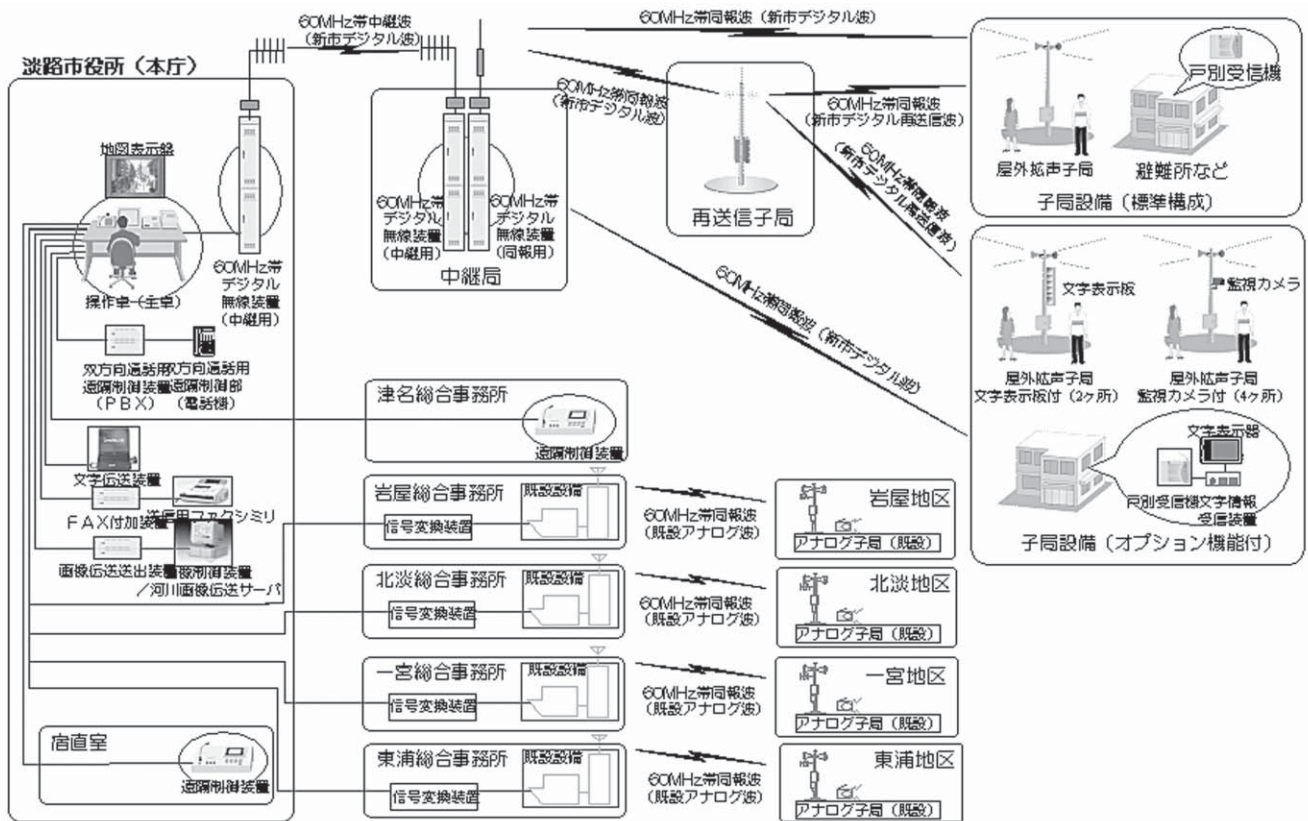 淡路市役所（本庁）
60MHz帯中継波
（新市デジタル波）
地図表示盤
操作卓（主卓）
60MHz帯
デジタル
無線装置
（中継用）
双方向通話用
遠隔制御装置
（PBX）
双方向通話用
遠隔制御部
（電話機）
文字伝送装置
FAX付加装置
送信用ファクシミリ
画像伝送送出装置
画像制御装置
／河川画像伝送サーバ
宿直室
遠隔制御装置
60MHz帯
デジタル
無線装置
（中継用）
60MHz帯
デジタル
無線装置
（同報用）
中継局
60MHz帯同報波（新市デジタル波）
60MHz帯同報波
（新市デジタル波）
再送信子局
60MHz帯同報波
（新市デジタル再送信波）
60MHz帯同報波
（新市デジタル再送信波）
60MHz帯同報波（新市デジタル波）
戸別受信機
屋外拡声子局
避難所など
子局設備（標準構成）
文字表示板
監視カメラ
屋外拡声子局
文字表示板付（2ヶ所）
屋外拡声子局
監視カメラ付（4ヶ所）
文字表示器
戸別受信機
文字情報
受信装置
子局設備（オプション機能付）
津名総合事務所
遠隔制御装置
岩屋総合事務所
既設設備
信号変換装置
60MHz帯同報波
（既設アナログ波）
岩屋地区
アナログ子局（既設）
北淡総合事務所
既設設備
信号変換装置
60MHz帯同報波
（既設アナログ波）
北淡地区
アナログ子局（既設）
一宮総合事務所
既設設備
信号変換装置
60MHz帯同報波
（既設アナログ波）
一宮地区
アナログ子局（既設）
東浦総合事務所
既設設備
信号変換装置
60MHz帯同報波
（既設アナログ波）
東浦地区
アナログ子局（既設）